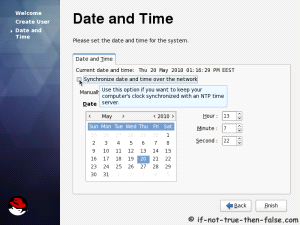 Welcome
Create User
Date and
Time
Date and Time
Please set the date and time for the system.
Date and Time
Current date and time: Thu 20 May 2010 01:16:29 PM EEST
Synchronize date and time over the network
Manuall
Use this option if you want to keep your
computer's clock synchronized with an NTP time
server.
Date
< May > < 2010 >
Sun Mon Tue Wed Thu Fri Sat
1
2 3 4 5 6 7 8
9 10 11 12 13 14 15
16 17 18 19 20 21 22
23 24 25 26 27 28 29
30 31
Hour : 13
Minute : 7
Second : 22
Back
Finish
© if-not-true-then-false.com